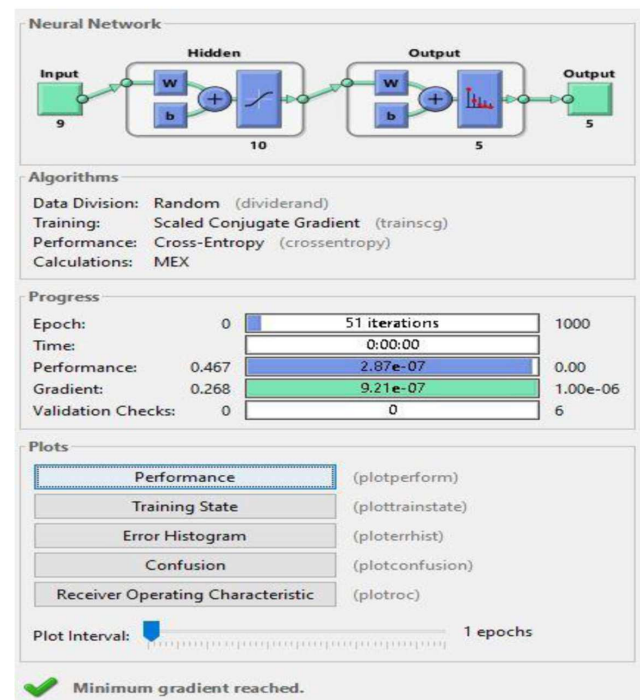 Neural Network
Hidden Output
Input Output
W W
b b
+ +
9 5
10 5
Algorithms
Data Division: Random (dividerand)
Training: Scaled Conjugate Gradient (trainscg)
Performance: Cross-Entropy (crossentropy)
Calculations: MEX
Progress
Epoch: 0 51 iterations 1000
Time: 0:00:00
Performance: 0.467 2.87e-07 0.00
Gradient: 0.268 9.21e-07 1.00e-06
Validation Checks: 0 0 6
Plots
Performance (plotperform)
Training State (plottrainstate)
Error Histogram (ploterrhist)
Confusion (plotconfusion)
Receiver Operating Characteristic (plotroc)
Plot Interval: 1 epochs
Minimum gradient reached.